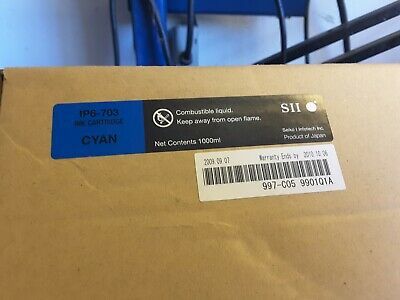 IP6-703
INK CARTRIDGE
CYAN
Combustible liquid.
Keep away from open flame.
Net Contents 1000ml
SII
Seiko I Infotech Inc.
Product of Japan
2009.09.07
Warranty Ends by 2010.10.06
997-C05 990101A